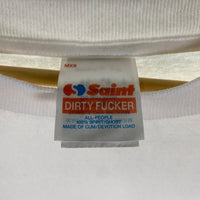 Saint
DIRTY FUCKER
ALL-PEOPLE
100% SPIRIT/GHOST
MADE OF CUM/DEVOTION LOAD